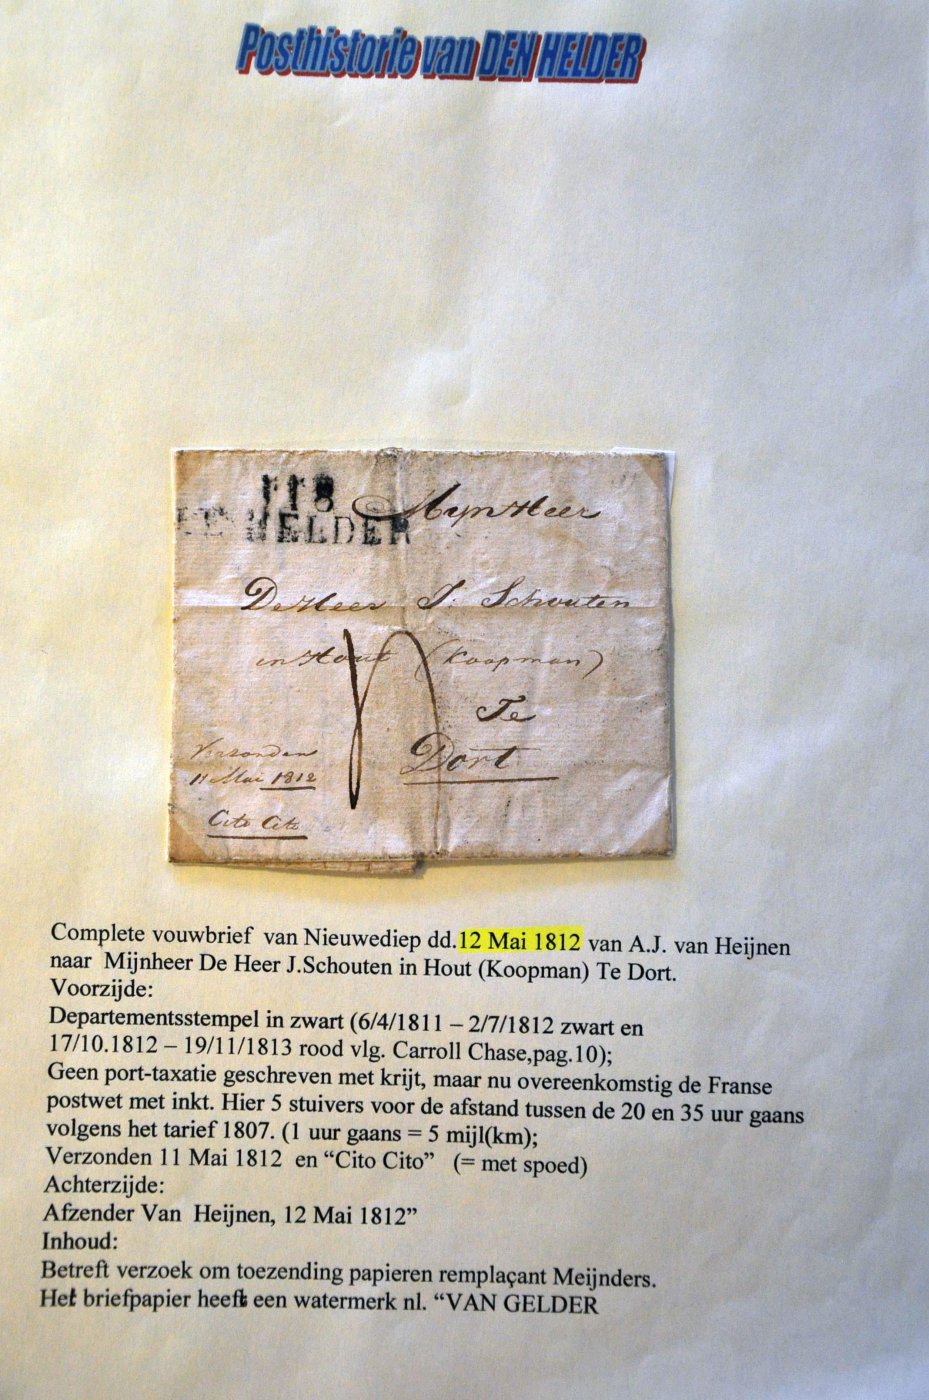 Posthistorie van DEN HELDER
118
HELDER
MynHeer
DeHeer J: Schouten
in Hout (Koopman)
Te
Dort
Verzonden
11 Mai 1812
Cito Cito
Complete vouwbrief van Nieuwediep dd.12 Mai 1812 van A.J. van Heijnen
naar Mijnheer De Heer J.Schouten in Hout (Koopman) Te Dort.
Voorzijde:
Departementsstempel in zwart (6/4/1811 – 2/7/1812 zwart en
17/10.1812 – 19/11/1813 rood vlg. Carroll Chase,pag.10);
Geen port-taxatie geschreven met krijt, maar nu overeenkomstig de Franse
postwet met inkt. Hier 5 stuivers voor de afstand tussen de 20 en 35 uur gaans
volgens het tarief 1807. (1 uur gaans = 5 mijl(km);
Verzonden 11 Mai 1812 en “Cito Cito” (= met spoed)
Achterzijde:
Afzender Van Heijnen, 12 Mai 1812”
Inhoud:
Betreft verzoek om toezending papieren remplaçant Meijnders.
Het briefpapier heeft een watermerk nl. “VAN GELDER